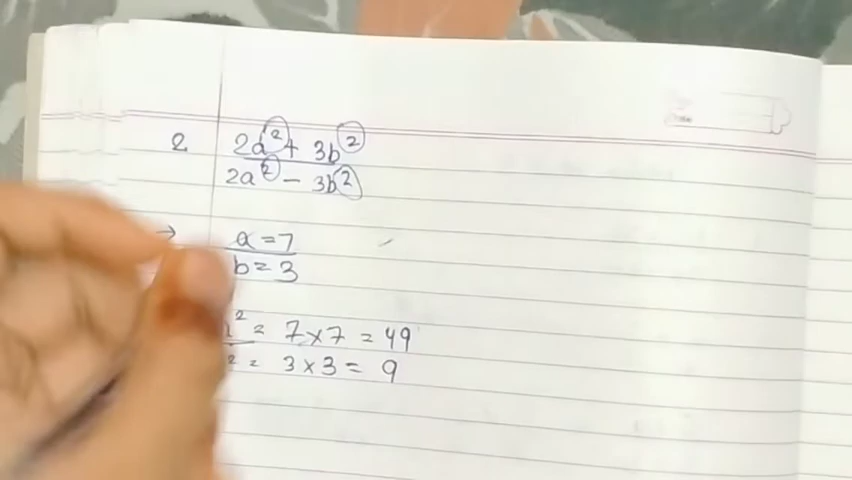 2 2a² + 3b²
2a² - 3b²
→ a = 7
b = 3
² = 7×7 = 49
² = 3×3 = 9